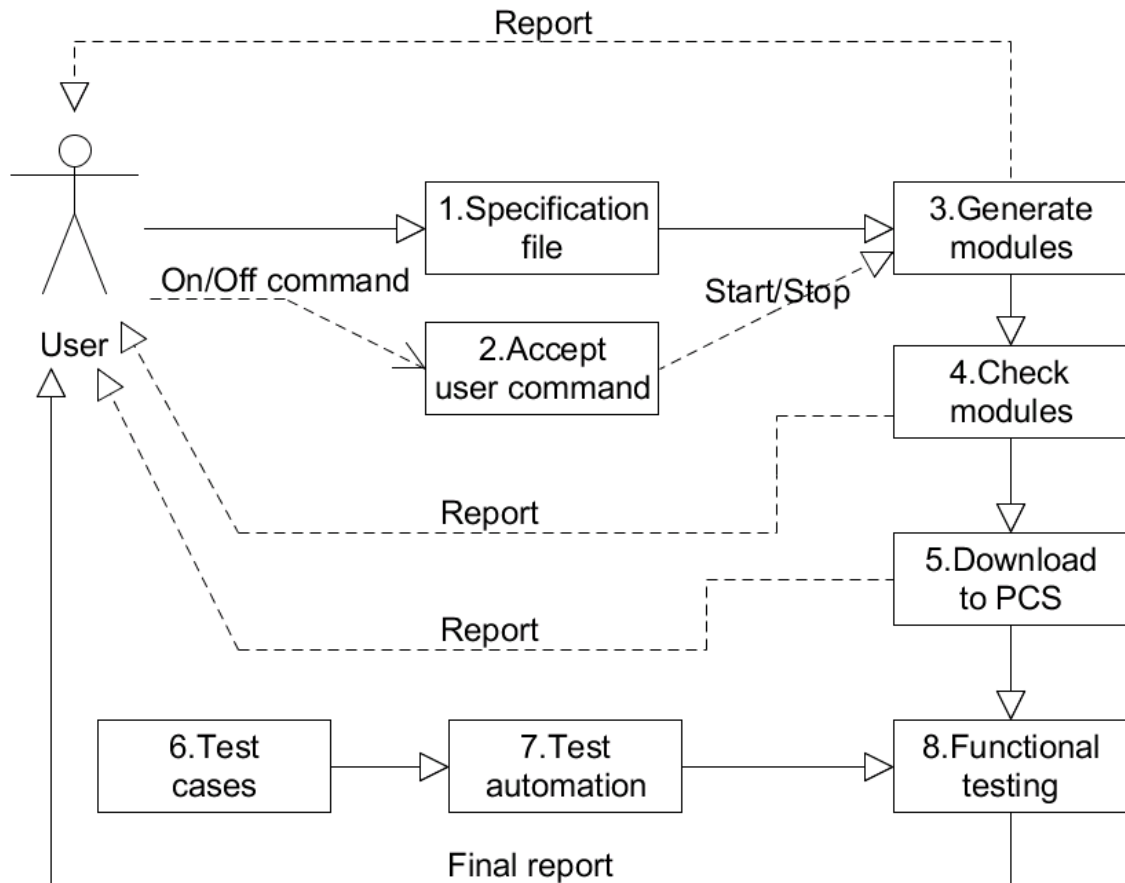 Report
1.Specification
file
3.Generate
modules
On/Off command
Start/Stop
User
2.Accept
user command
4.Check
modules
Report
5.Download
to PCS
Report
6.Test
cases
7.Test
automation
8.Functional
testing
Final report